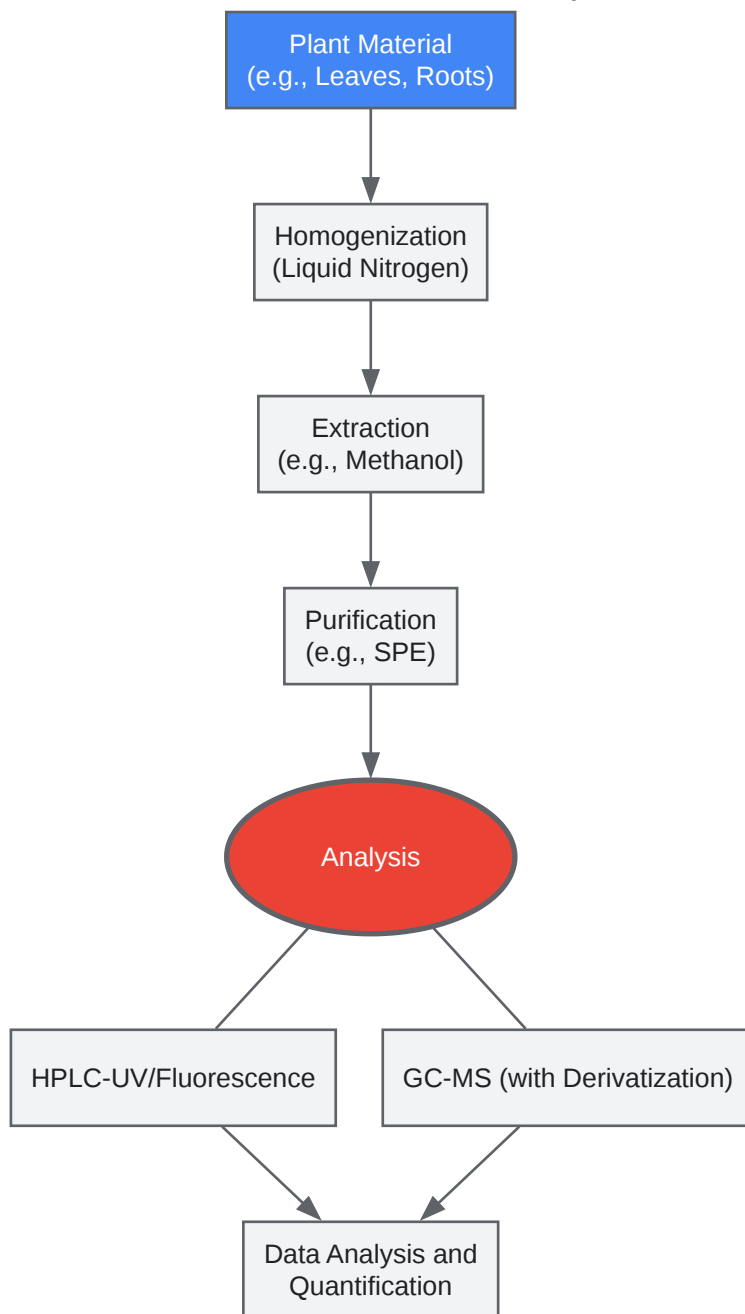 Plant Material
(e.g., Leaves, Roots)
Homogenization
(Liquid Nitrogen)
Extraction
(e.g., Methanol)
Purification
(e.g., SPE)
Analysis
HPLC-UV/Fluorescence
GC-MS (with Derivatization)
Data Analysis and
Quantification